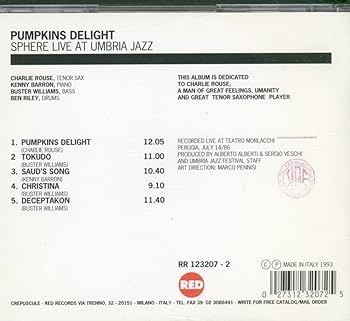 PUMPKINS DELIGHT
SPHERE LIVE AT UMBRIA JAZZ
CHARLIE ROUSE, TENOR SAX
KENNY BARRON, PIANO
BUSTER WILLIAMS, BASS
BEN RILEY, DRUMS
THIS ALBUM IS DEDICATED
TO CHARLIE ROUSE,
A MAN OF GREAT FEELINGS, UMANITY
AND GREAT TENOR SAXOPHONE PLAYER
1. PUMPKINS DELIGHT 12.05
(CHARLIE ROUSE)
2 TOKUDO 11.00
(BUSTER WILLIAMS)
3. SAUD'S SONG 10.40
(KENNY BARRON)
4. CHRISTINA 9.10
(BUSTER WILLIAMS)
5. DECEPTAKON 11.40
(BUSTER WILLIAMS)
RECORDED LIVE AT TEATRO MORLACCHI
PERUGIA, JULY 14/86
PRODUCED BY ALBERTO ALBERTI & SERGIO VESCHI
AND UMBRIA JAZZ FESTIVAL STAFF
ART DIRECTION: MARCO PENNISI
RR 123207 - 2
RED
C P MADE IN ITALY 1993
0 27312 32072 5
CREPUSCULE - RED RECORDS VIA TRENNO, 32 - 20151 - MILANO - ITALY - TEL. FAX 39 02 3086491 - WRITE FOR FREE CATALOG/MAIL ORDER